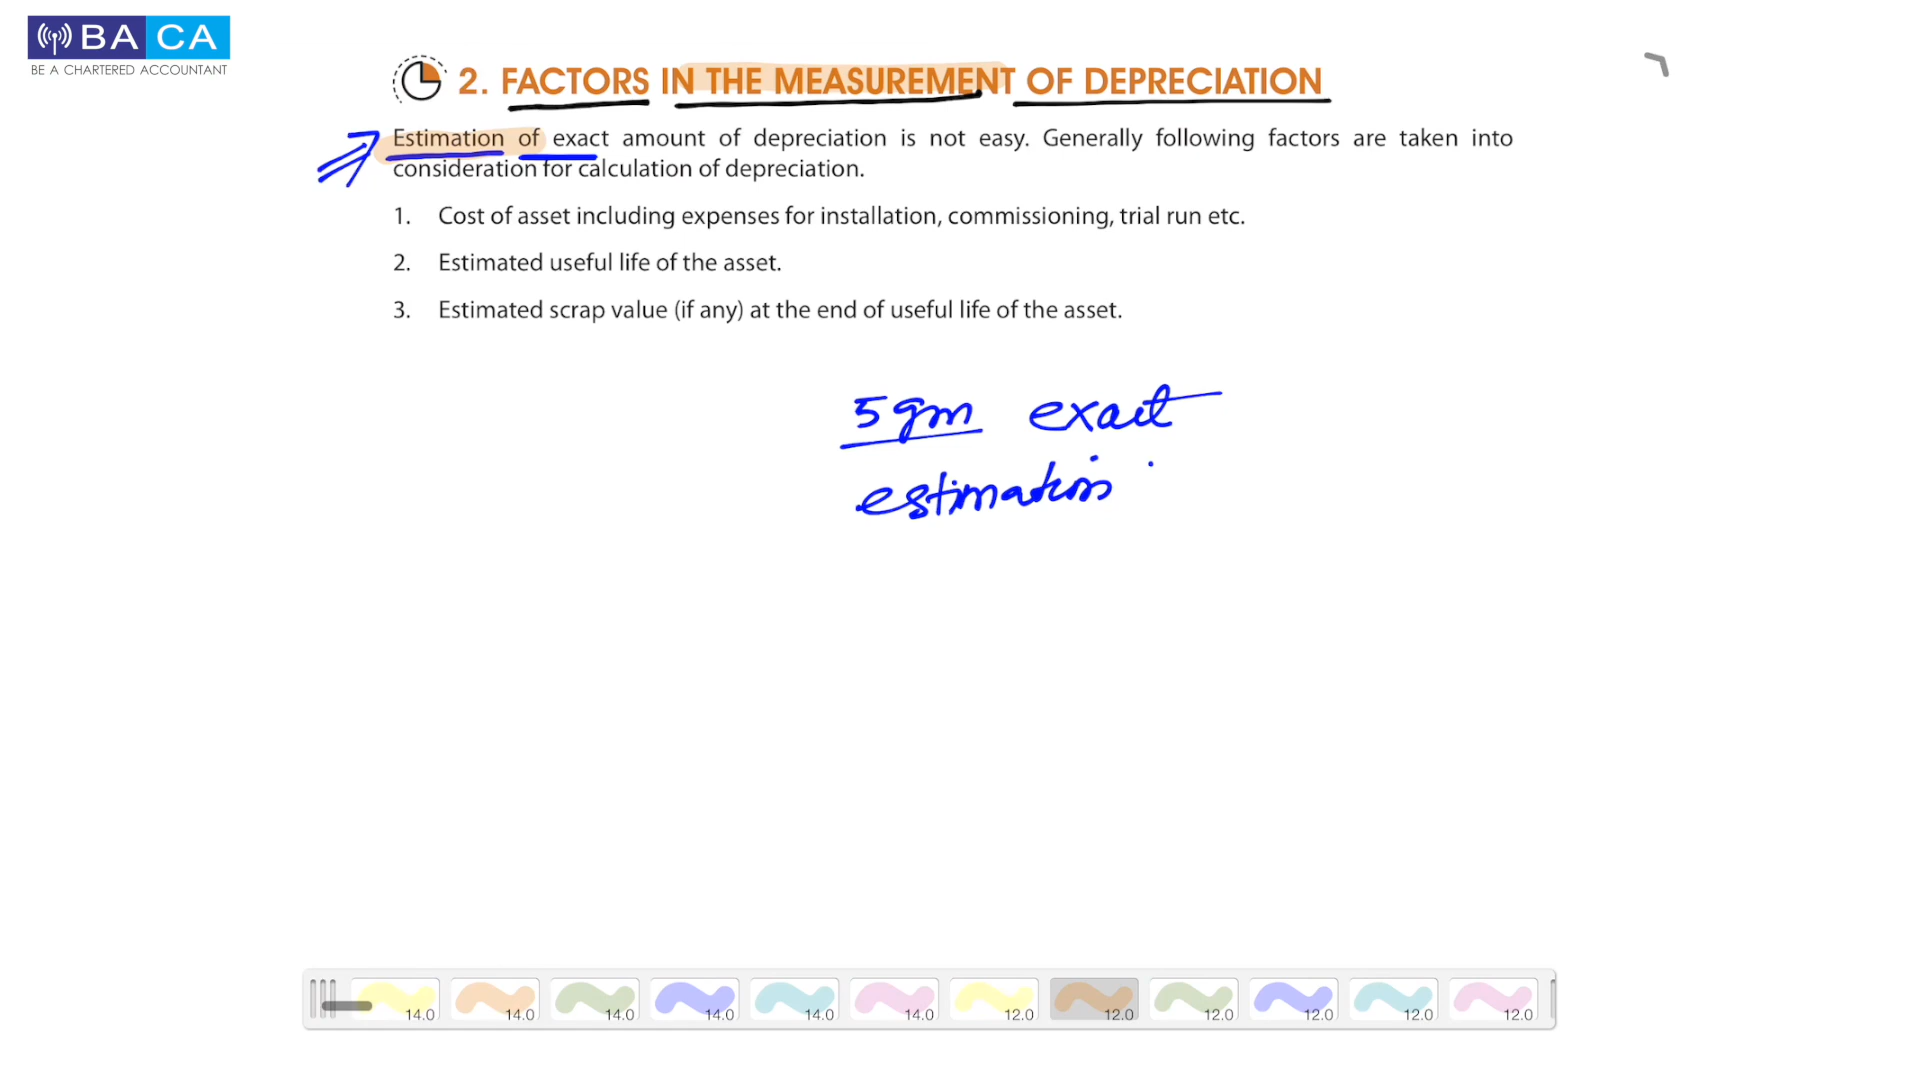 BA CA
BE A CHARTERED ACCOUNTANT
2. FACTORS IN THE MEASUREMENT OF DEPRECIATION
Estimation of exact amount of depreciation is not easy. Generally following factors are taken into
consideration for calculation of depreciation.
1. Cost of asset including expenses for installation, commissioning, trial run etc.
2. Estimated useful life of the asset.
3. Estimated scrap value (if any) at the end of useful life of the asset.
5gm exact
estimation
14.0 14.0 14.0 14.0 14.0 14.0 12.0 12.0 12.0 12.0 12.0 12.0